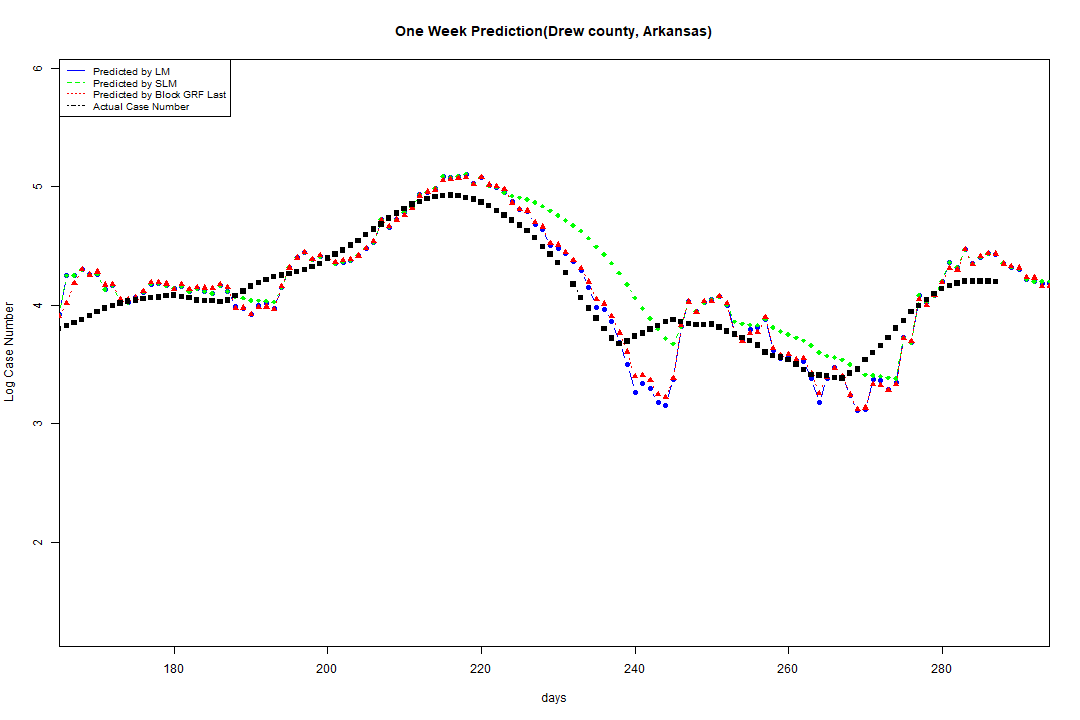 One Week Prediction(Drew county, Arkansas)
Predicted by LM
Predicted by SLM
Predicted by Block GRF Last
Actual Case Number
6
5
4
3
2
Log Case Number
180 200 220 240 260 280
days